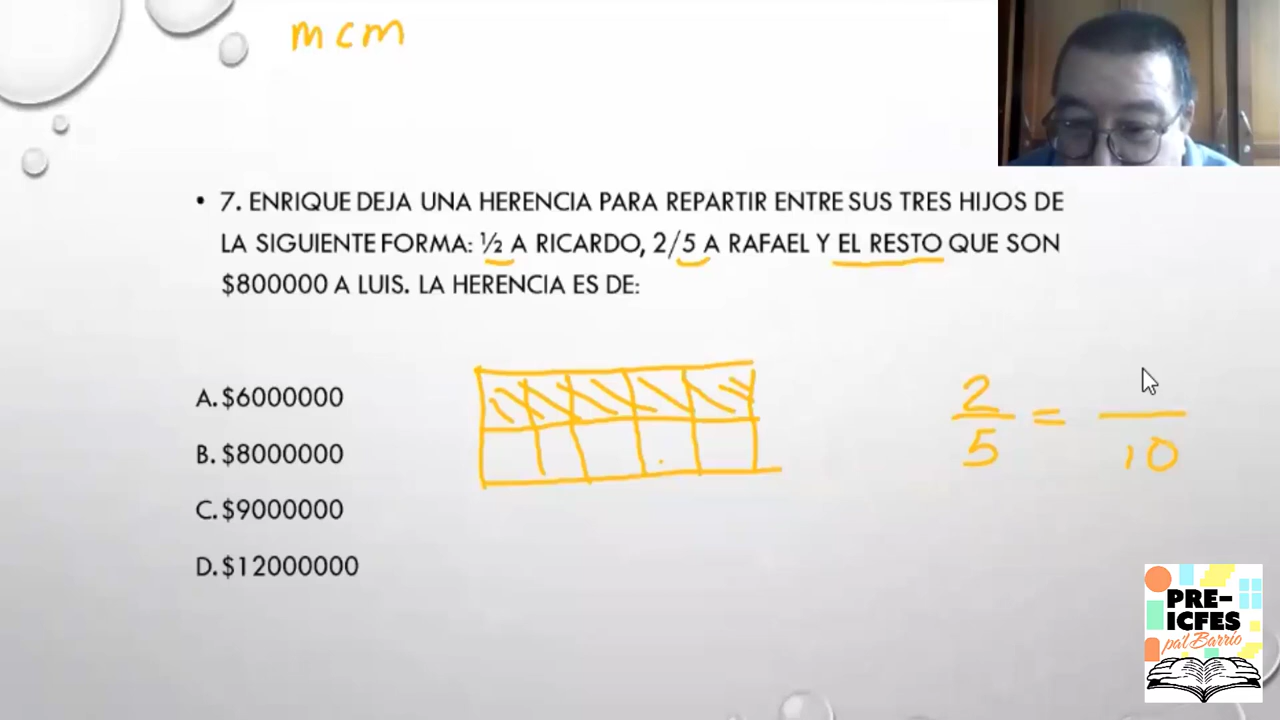 mcm
• 7. ENRIQUE DEJA UNA HERENCIA PARA REPARTIR ENTRE SUS TRES HIJOS DE
LA SIGUIENTE FORMA: ½ A RICARDO, 2/5 A RAFAEL Y EL RESTO QUE SON
$800000 A LUIS. LA HERENCIA ES DE:
A. $6000000
B. $8000000
C. $9000000
D. $12000000
2
5
=
10
PRE-
ICFES
pa'l Barrio